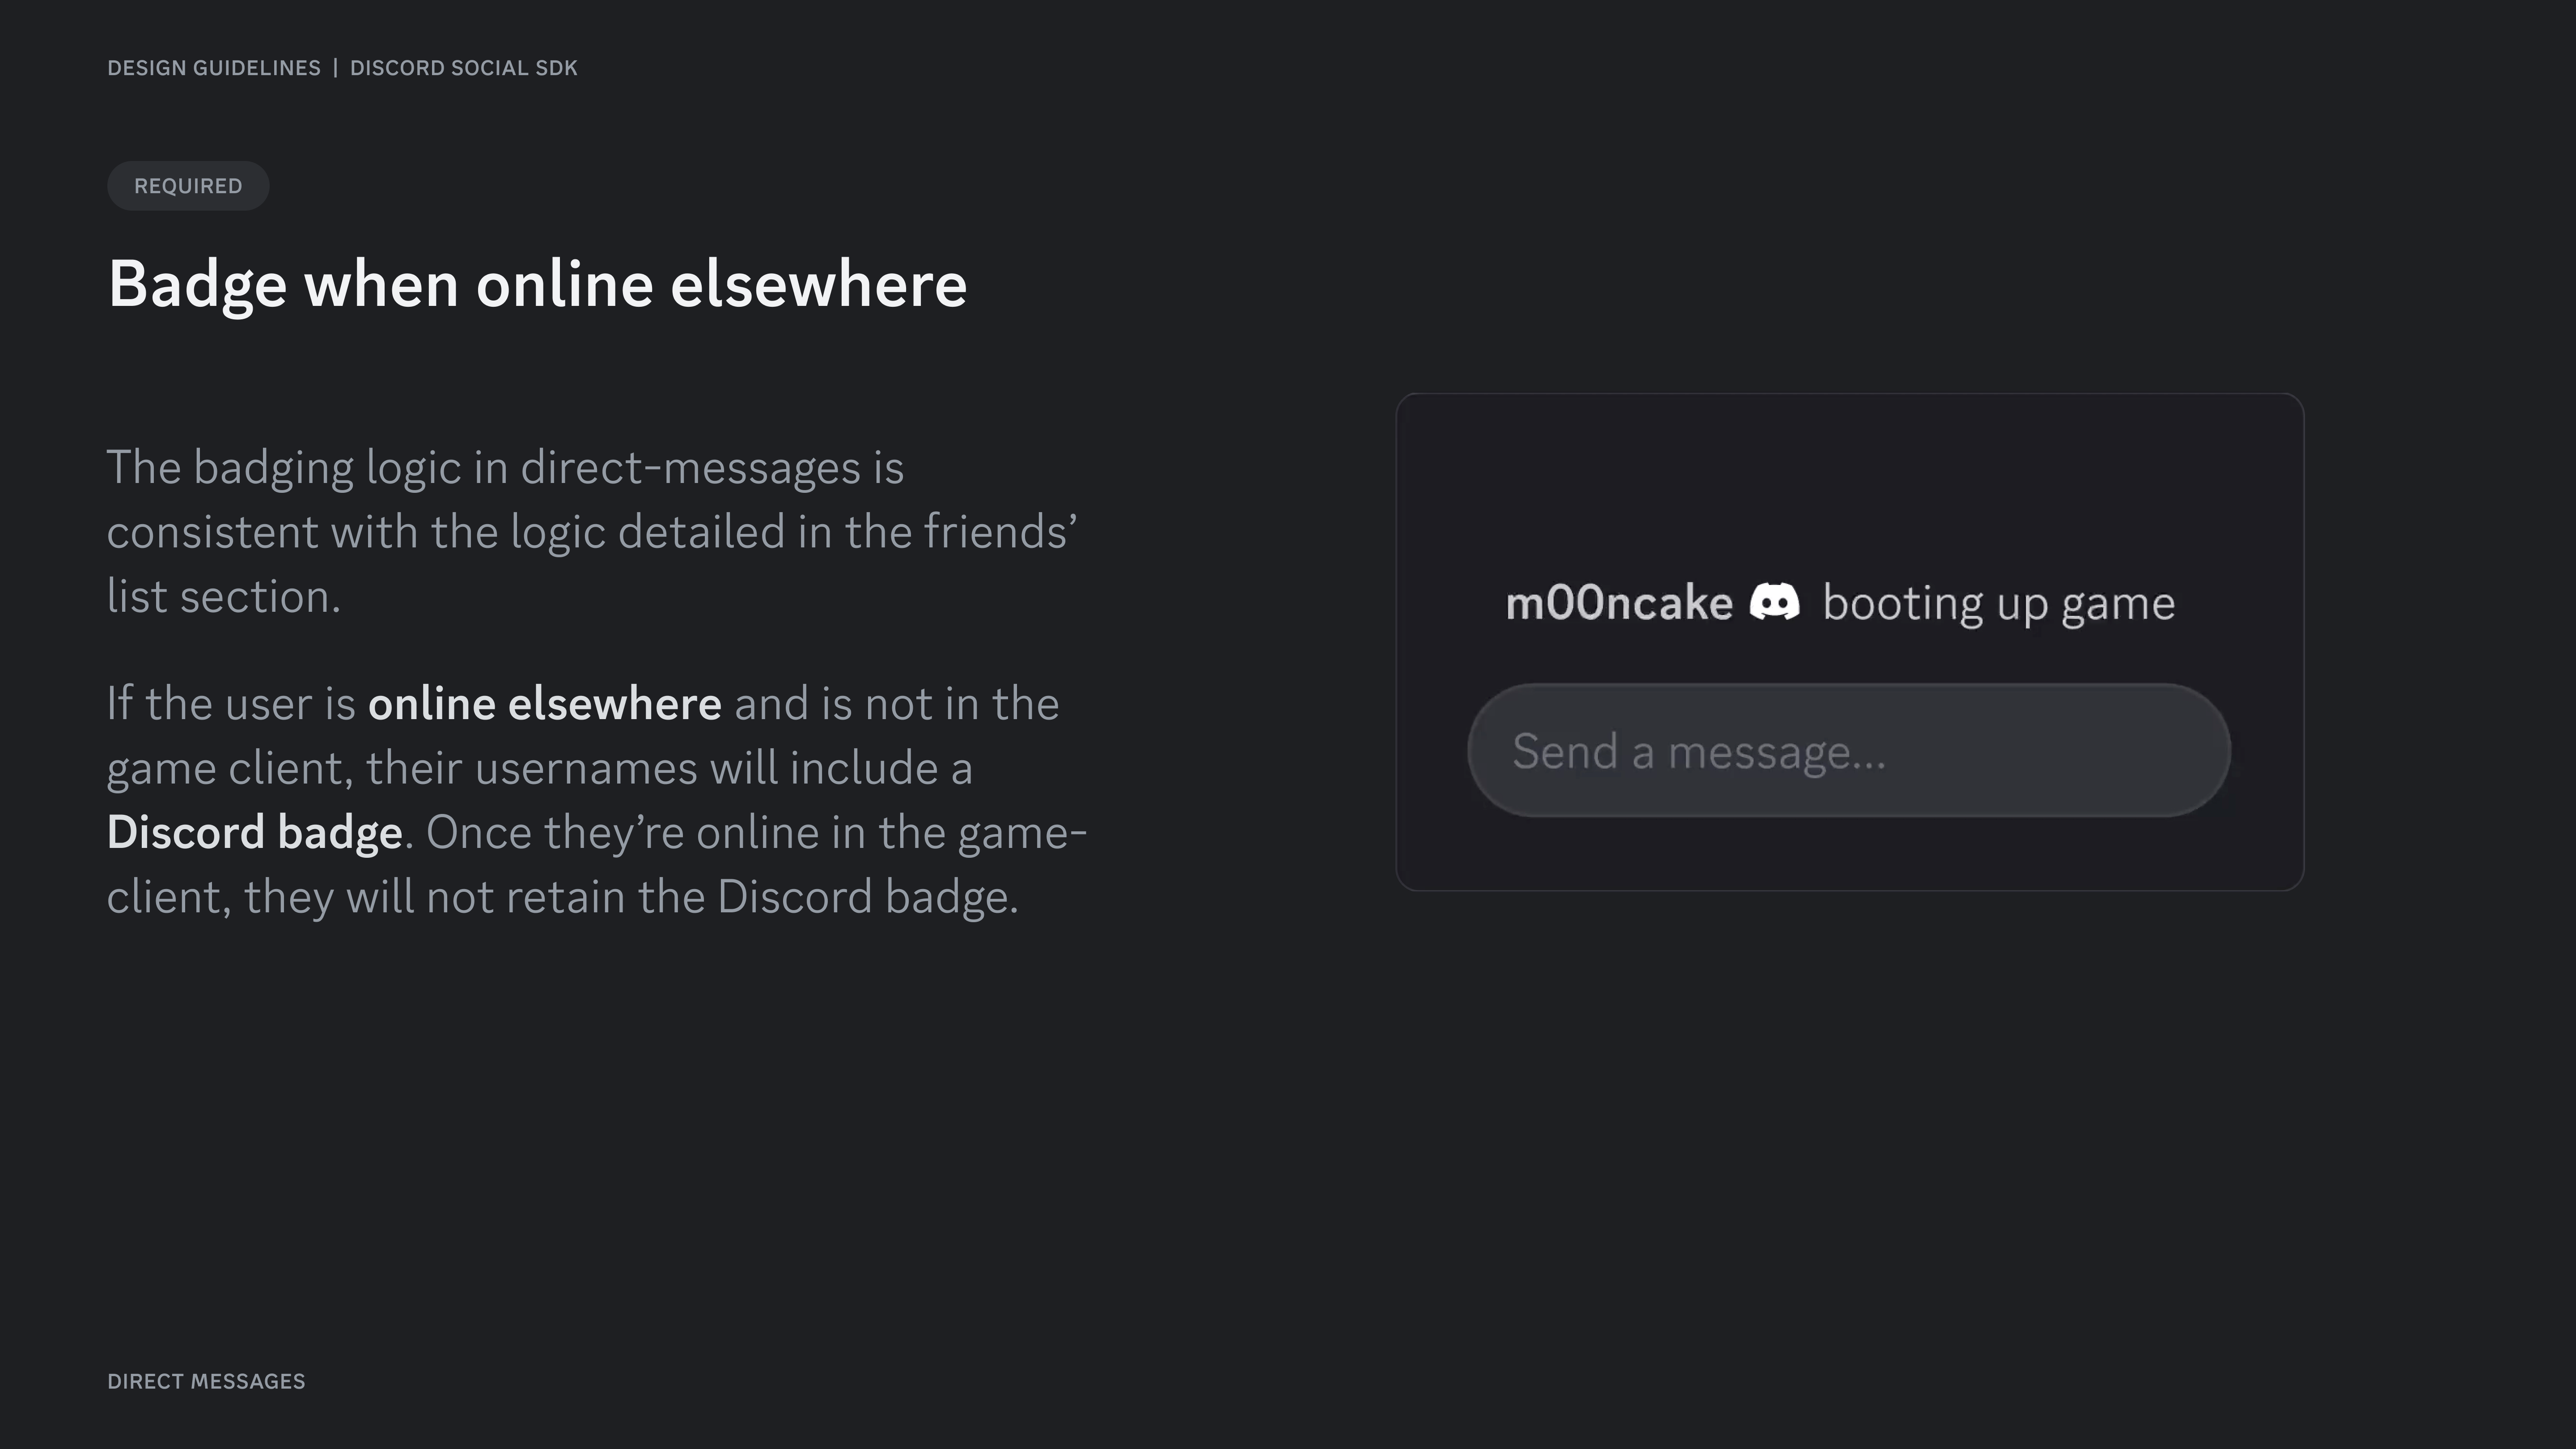 DESIGN GUIDELINES | DISCORD SOCIAL SDK
REQUIRED
Badge when online elsewhere
The badging logic in direct-messages is
consistent with the logic detailed in the friends’
list section.
If the user is online elsewhere and is not in the
game client, their usernames will include a
Discord badge. Once they’re online in the game-
client, they will not retain the Discord badge.
m00ncake booting up game
Send a message...
DIRECT MESSAGES